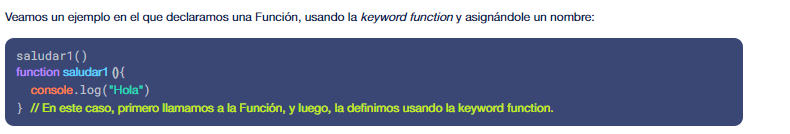 Veamos un ejemplo en el que declaramos una Función, usando la keyword function y asignándole un nombre:
saludar1()
function saludar1 (){
console.log("Hola")
} // En este caso, primero llamamos a la Función, y luego, la definimos usando la keyword function.